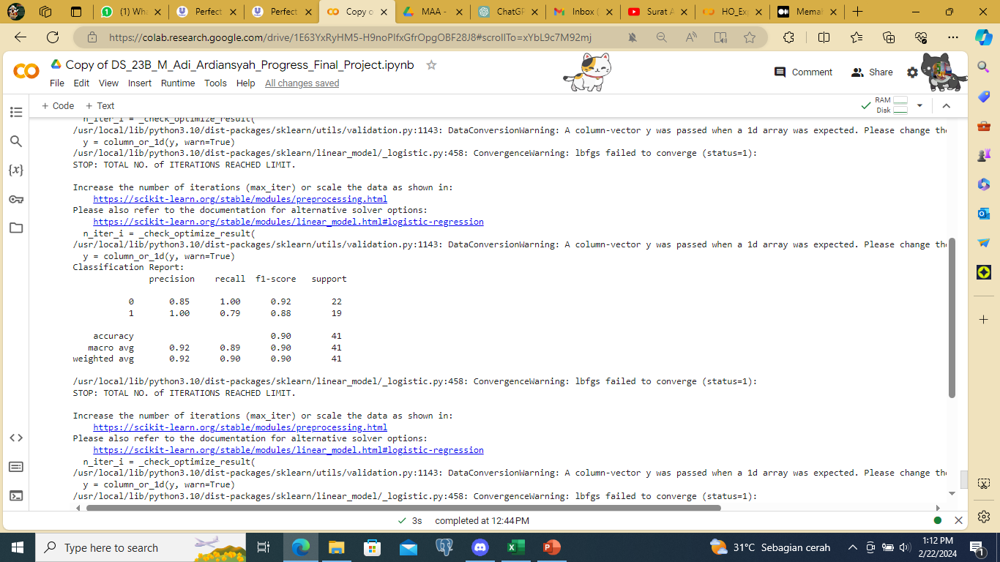 (1) Wha
Perfect
Perfect
Copy o
MAA -
ChatGP
Inbox (
Surat A
HO_Ex
Memah
https://colab.research.google.com/drive/1E63YxRyHM5-H9noPlfxGfrOpgOBF28J8#scrollTo=xYbL9c7M92mj
Copy of DS_23B_M_Adi_Ardiansyah_Progress_Final_Project.ipynb
Comment
Share
File Edit View Insert Runtime Tools Help All changes saved
+ Code + Text
RAM
Disk
n_iter_i = _check_optimize_result(
/usr/local/lib/python3.10/dist-packages/sklearn/utils/validation.py:1143: DataConversionWarning: A column-vector y was passed when a 1d array was expected. Please change the
y = column_or_1d(y, warn=True)
/usr/local/lib/python3.10/dist-packages/sklearn/linear_model/_logistic.py:458: ConvergenceWarning: lbfgs failed to converge (status=1):
STOP: TOTAL NO. of ITERATIONS REACHED LIMIT.
Increase the number of iterations (max_iter) or scale the data as shown in:
https://scikit-learn.org/stable/modules/preprocessing.html
Please also refer to the documentation for alternative solver options:
https://scikit-learn.org/stable/modules/linear_model.html#logistic-regression
n_iter_i = _check_optimize_result(
/usr/local/lib/python3.10/dist-packages/sklearn/utils/validation.py:1143: DataConversionWarning: A column-vector y was passed when a 1d array was expected. Please change the
y = column_or_1d(y, warn=True)
Classification Report:
precision recall f1-score support
0 0.85 1.00 0.92 22
1 1.00 0.79 0.88 19
accuracy 0.90 41
macro avg 0.92 0.89 0.90 41
weighted avg 0.92 0.90 0.90 41
/usr/local/lib/python3.10/dist-packages/sklearn/linear_model/_logistic.py:458: ConvergenceWarning: lbfgs failed to converge (status=1):
STOP: TOTAL NO. of ITERATIONS REACHED LIMIT.
Increase the number of iterations (max_iter) or scale the data as shown in:
https://scikit-learn.org/stable/modules/preprocessing.html
Please also refer to the documentation for alternative solver options:
https://scikit-learn.org/stable/modules/linear_model.html#logistic-regression
n_iter_i = _check_optimize_result(
/usr/local/lib/python3.10/dist-packages/sklearn/utils/validation.py:1143: DataConversionWarning: A column-vector y was passed when a 1d array was expected. Please change the
y = column_or_1d(y, warn=True)
/usr/local/lib/python3.10/dist-packages/sklearn/linear_model/_logistic.py:458: ConvergenceWarning: lbfgs failed to converge (status=1):
3s completed at 12:44 PM
Type here to search
31°C Sebagian cerah
1:12 PM
2/22/2024
1